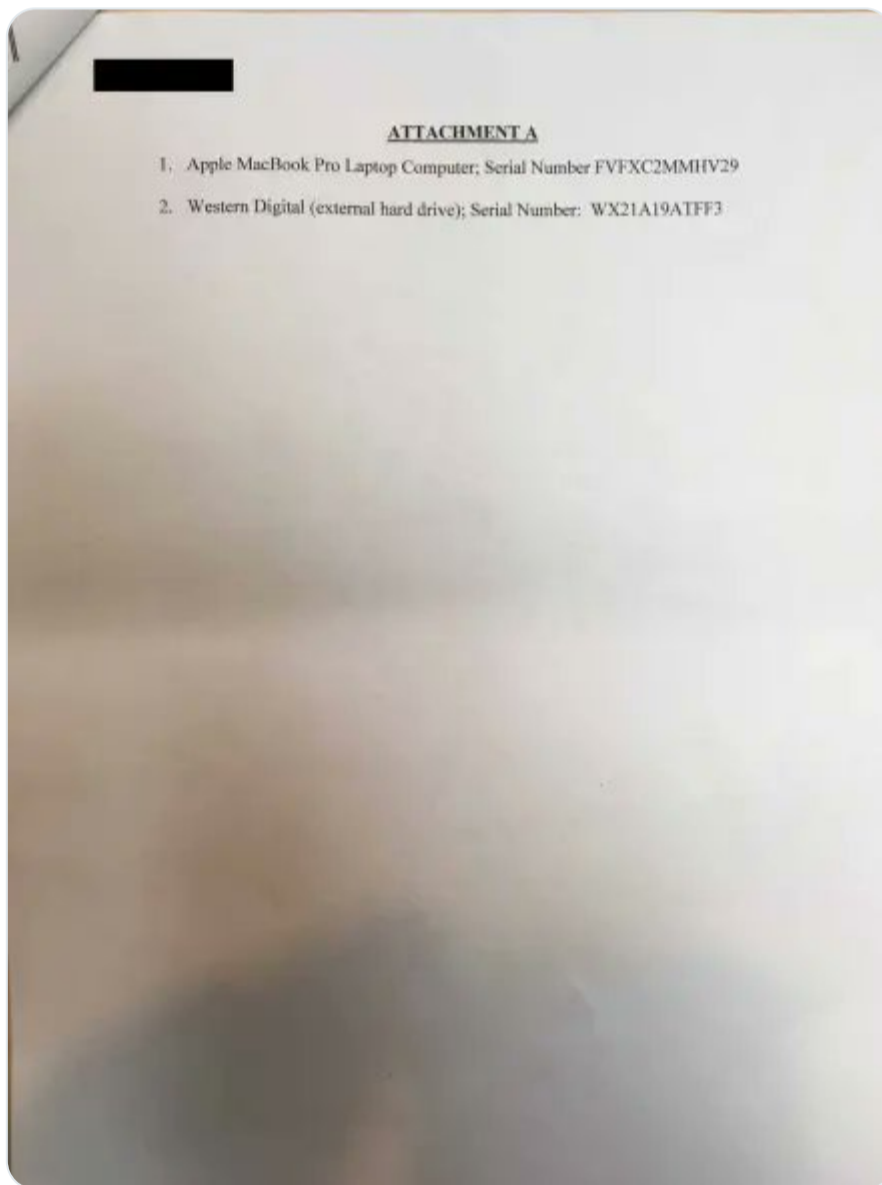 ATTACHMENT A
1. Apple MacBook Pro Laptop Computer; Serial Number FVFXC2MMHV29
2. Western Digital (external hard drive); Serial Number: WX21A19ATFF3